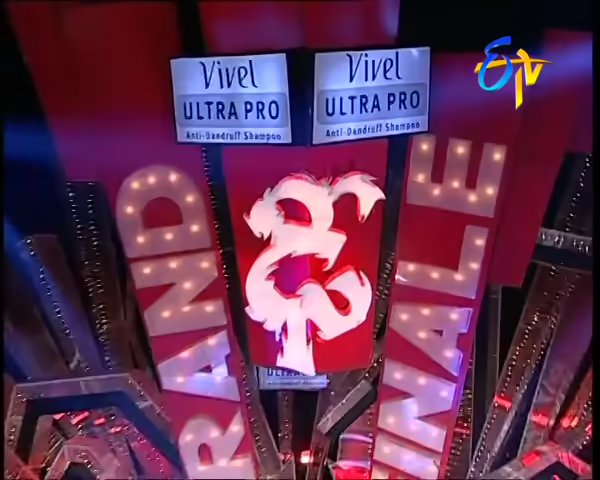 Vivel
ULTRA PRO
Anti-Dandruff Shampoo
Vivel
ULTRA PRO
Anti-Dandruff Shampoo
eTV
RAND
INALE